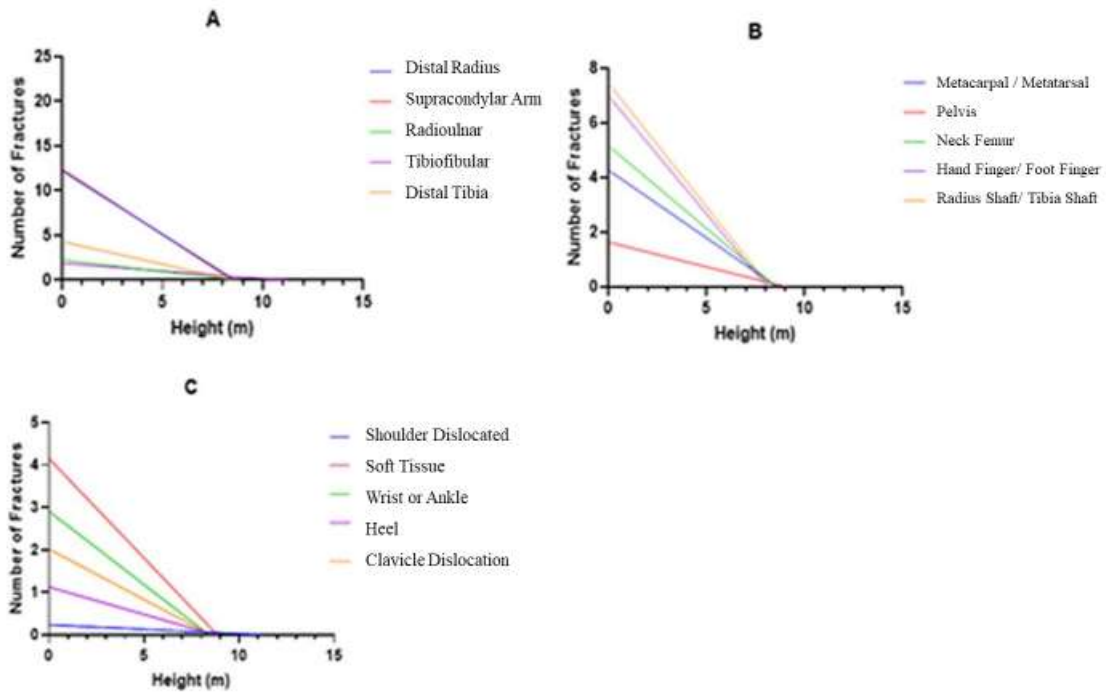 A
25
20
15
10
5
0
Number of Fractures
0 5 10 15
Height (m)
Distal Radius
Supracondylar Arm
Radioulnar
Tibiofibular
Distal Tibia
B
8
6
4
2
0
Number of Fractures
0 5 10 15
Height (m)
Metacarpal / Metatarsal
Pelvis
Neck Femur
Hand Finger/ Foot Finger
Radius Shaft/ Tibia Shaft
C
5
4
3
2
1
0
Number of Fractures
0 5 10 15
Height (m)
Shoulder Dislocated
Soft Tissue
Wrist or Ankle
Heel
Clavicle Dislocation